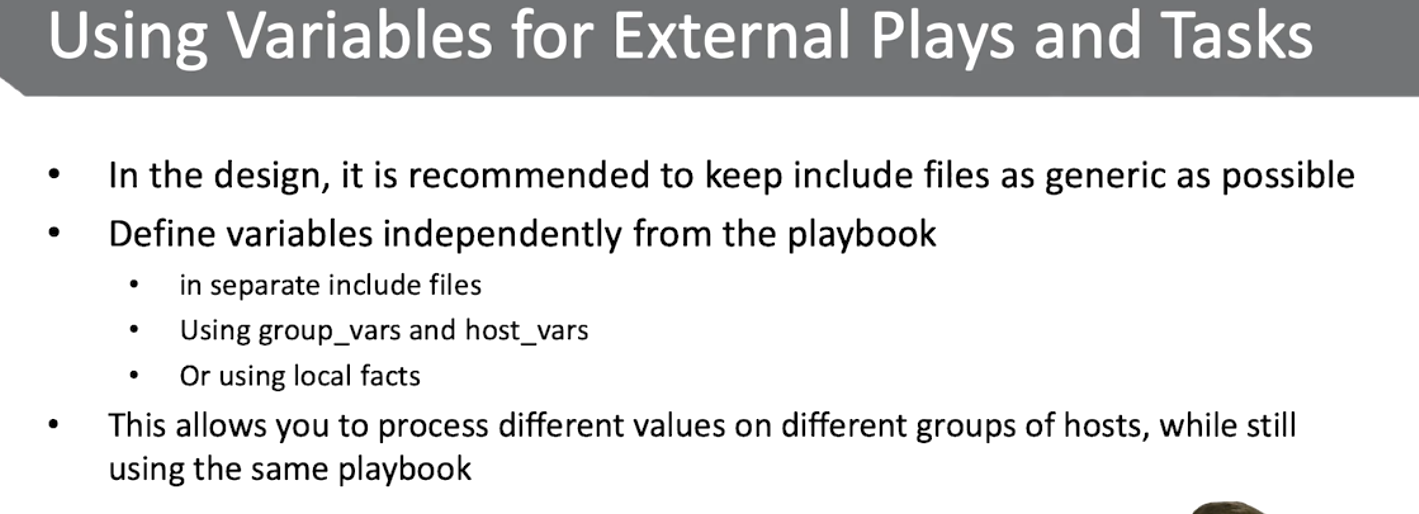 Using Variables for External Plays and Tasks
• In the design, it is recommended to keep include files as generic as possible
• Define variables independently from the playbook
• in separate include files
• Using group_vars and host_vars
• Or using local facts
• This allows you to process different values on different groups of hosts, while still
using the same playbook